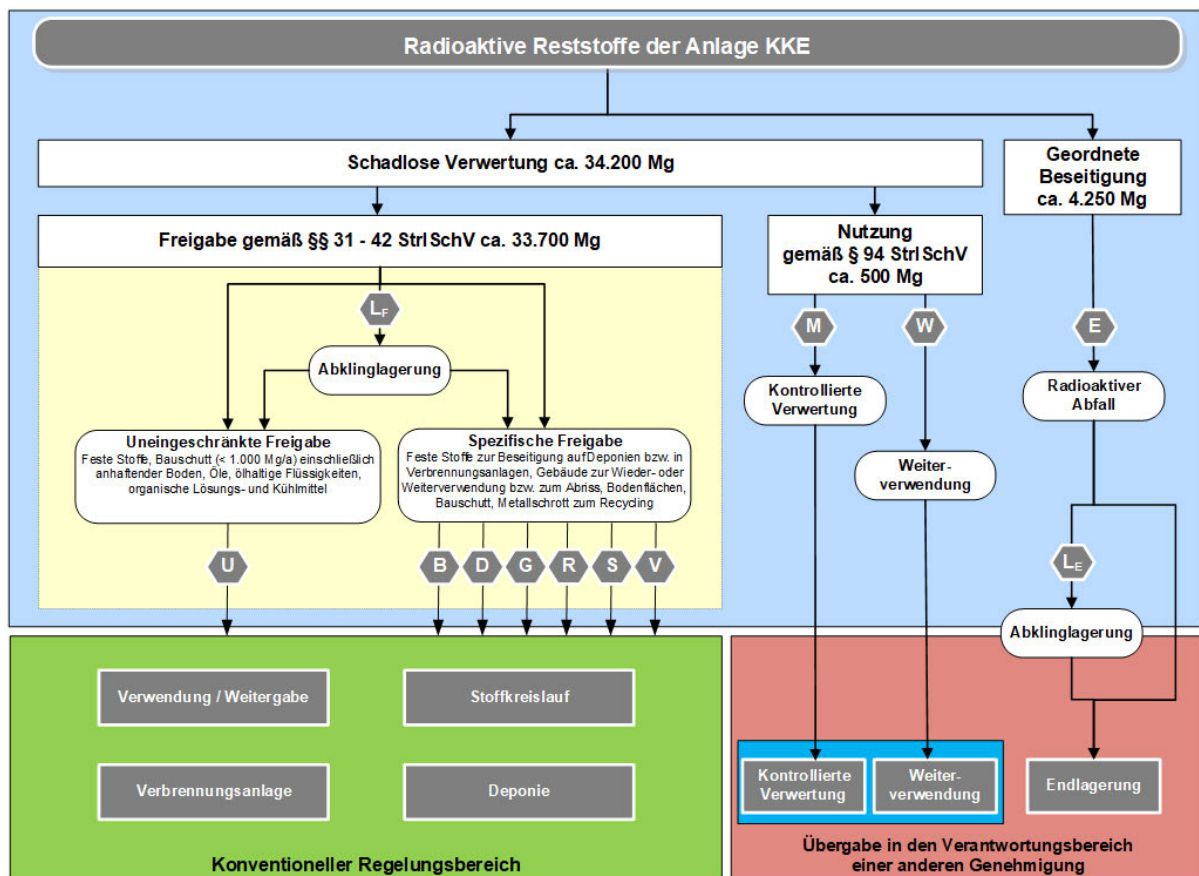 Radioaktive Reststoffe der Anlage KKE
Schadlose Verwertung ca. 34.200 Mg
Geordnete
Beseitigung
ca. 4.250 Mg
Freigabe gemäß §§ 31 - 42 StrlSchV ca. 33.700 Mg
Nutzung
gemäß § 94 StrlSchV
ca. 500 Mg
LF
M
W
E
Abklinglagerung
Kontrollierte
Verwertung
Radioaktiver
Abfall
Uneingeschränkte Freigabe
Feste Stoffe, Bauschutt (< 1.000 Mg/a) einschließlich
anhaftender Boden, Öle, ölhaltige Flüssigkeiten,
organische Lösungs- und Kühlmittel
Spezifische Freigabe
Feste Stoffe zur Beseitigung auf Deponien bzw. in
Verbrennungsanlagen, Gebäude zur Wieder- oder
Weiterverwendung bzw. zum Abriss, Bodenflächen,
Bauschutt, Metallschrott zum Recycling
Weiter-
verwendung
U
B
D
G
R
S
V
LE
Abklinglagerung
Verwendung / Weitergabe
Stoffkreislauf
Verbrennungsanlage
Deponie
Kontrollierte
Verwertung
Weiter-
verwendung
Endlagerung
Konventioneller Regelungsbereich
Übergabe in den Verantwortungsbereich
einer anderen Genehmigung